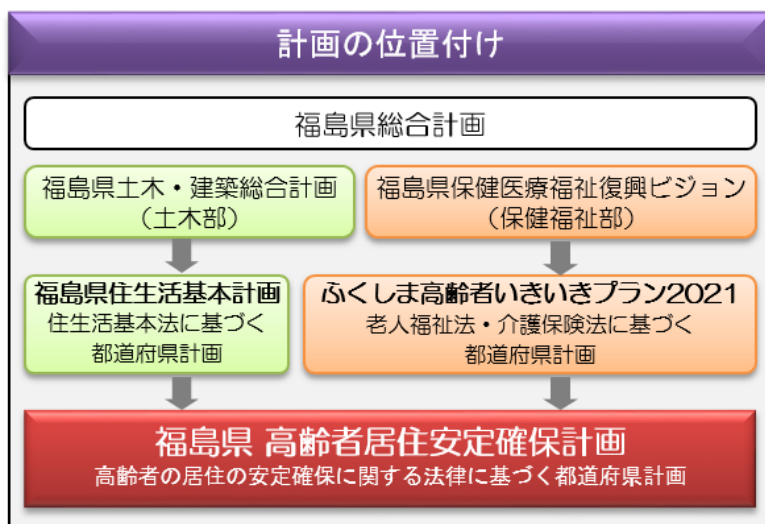 計画の位置付け
福島県総合計画
福島県土木・建築総合計画
（土木部）
福島県保健医療福祉復興ビジョン
（保健福祉部）
福島県住生活基本計画
住生活基本法に基づく
都道府県計画
ふくしま高齢者いきいきプラン2021
老人福祉法・介護保険法に基づく
都道府県計画
福島県 高齢者居住安定確保計画
高齢者の居住の安定確保に関する法律に基づく都道府県計画